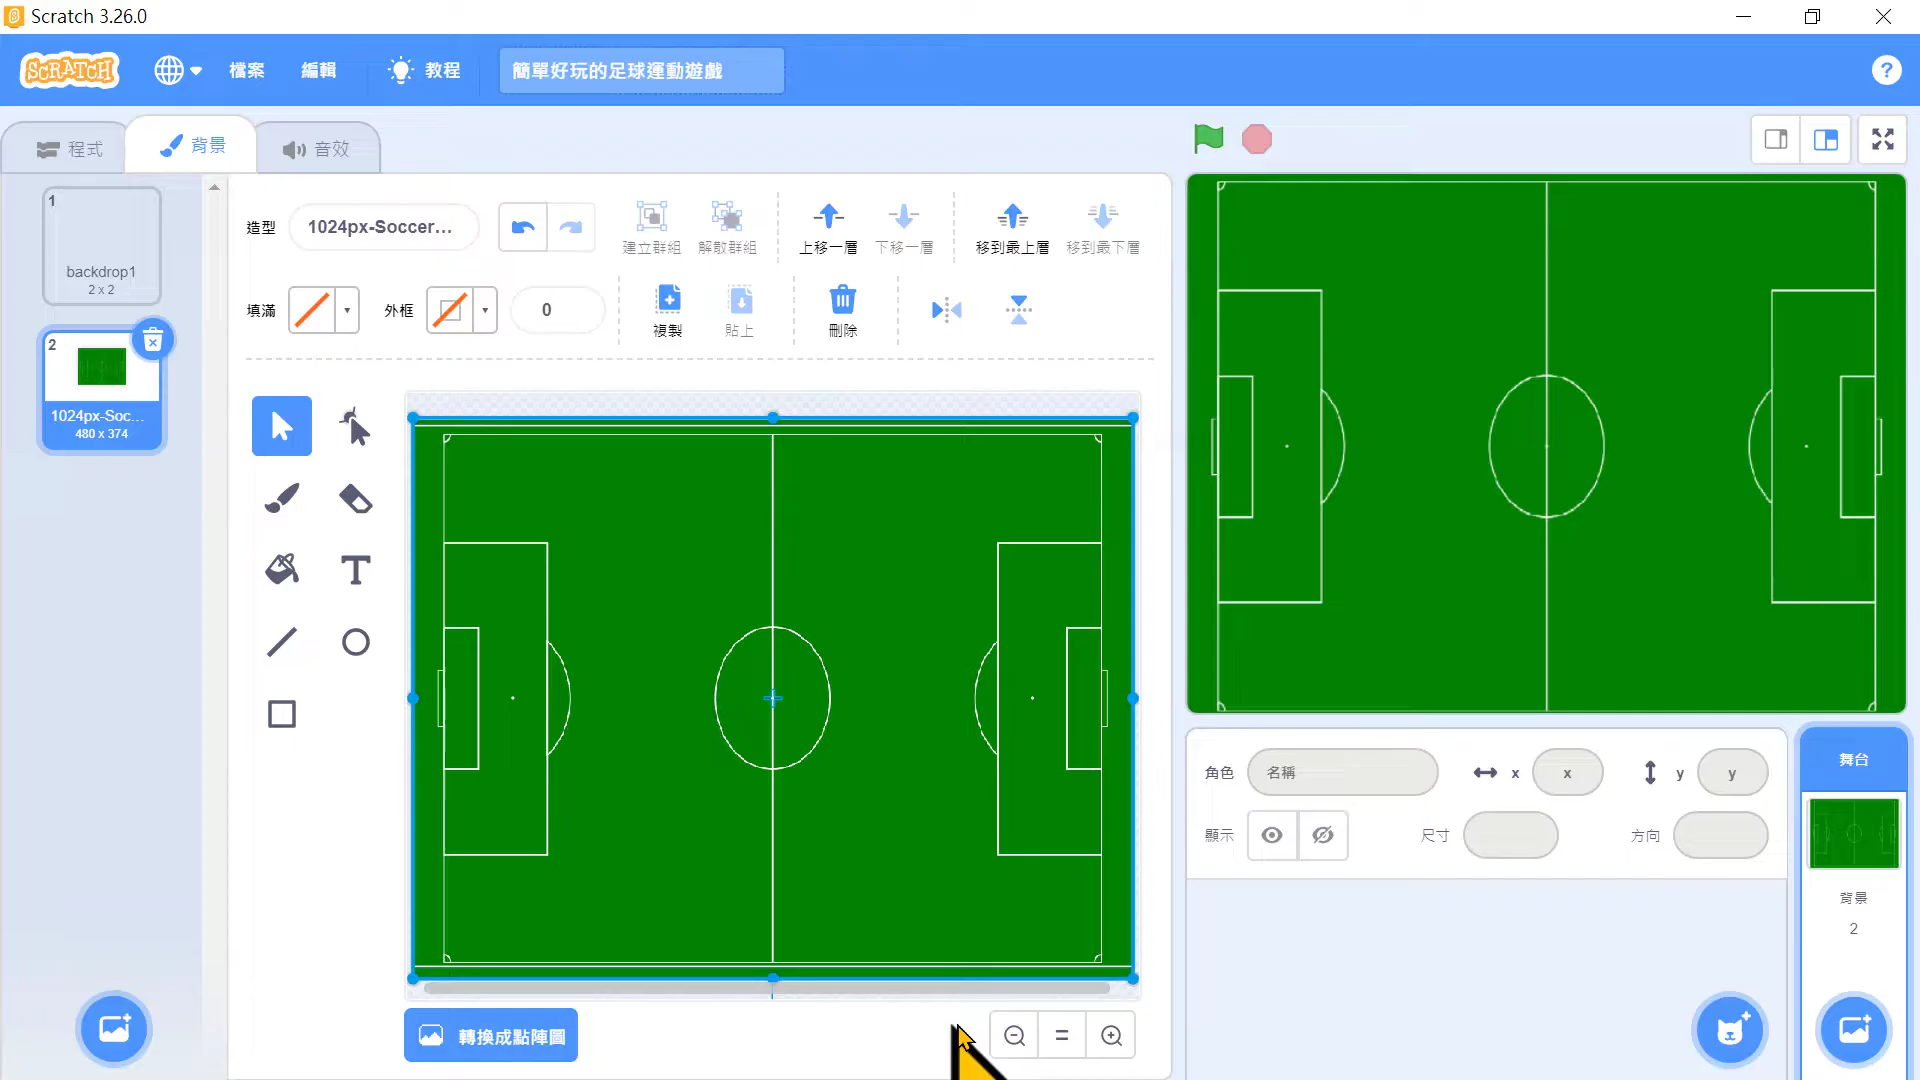 Scratch 3.26.0
SCRATCH
檔案
編輯
教程
簡單好玩的足球運動遊戲
程式
背景
音效
1
backdrop1
2 x 2
2
1024px-Soc...
480 x 374
造型
1024px-Soccer...
建立群組
解散群組
上移一層
下移一層
移到最上層
移到最下層
填滿
外框
0
複製
貼上
刪除
轉換成點陣圖
角色
名稱
x
x
y
y
顯示
尺寸
方向
舞台
背景
2